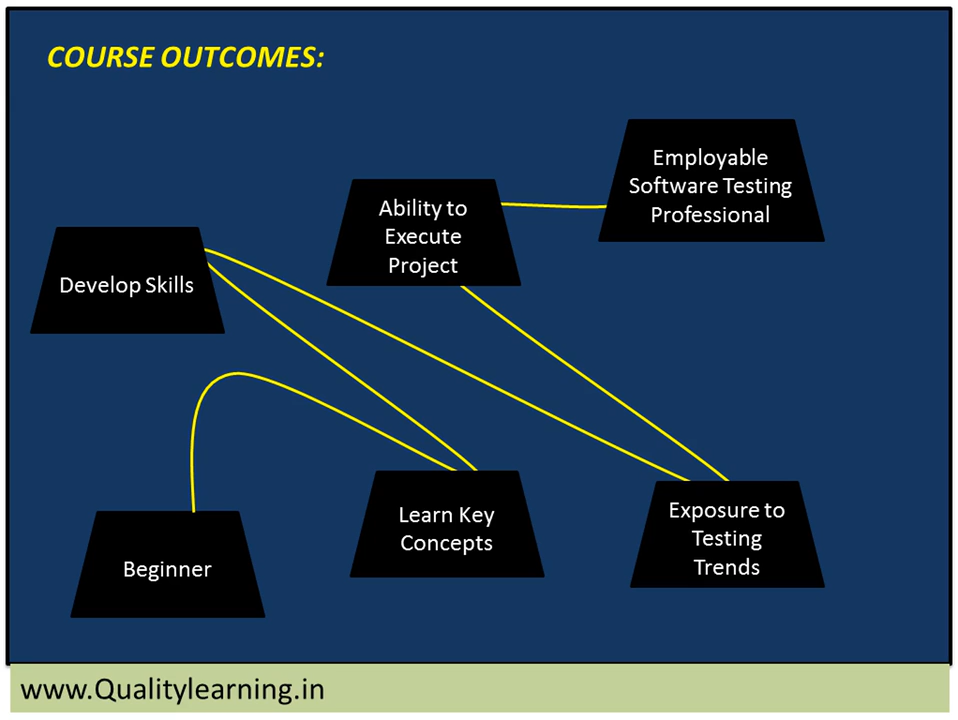 COURSE OUTCOMES:
Employable
Software Testing
Professional
Ability to
Execute
Project
Develop Skills
Learn Key
Concepts
Exposure to
Testing
Trends
Beginner
www.Qualitylearning.in